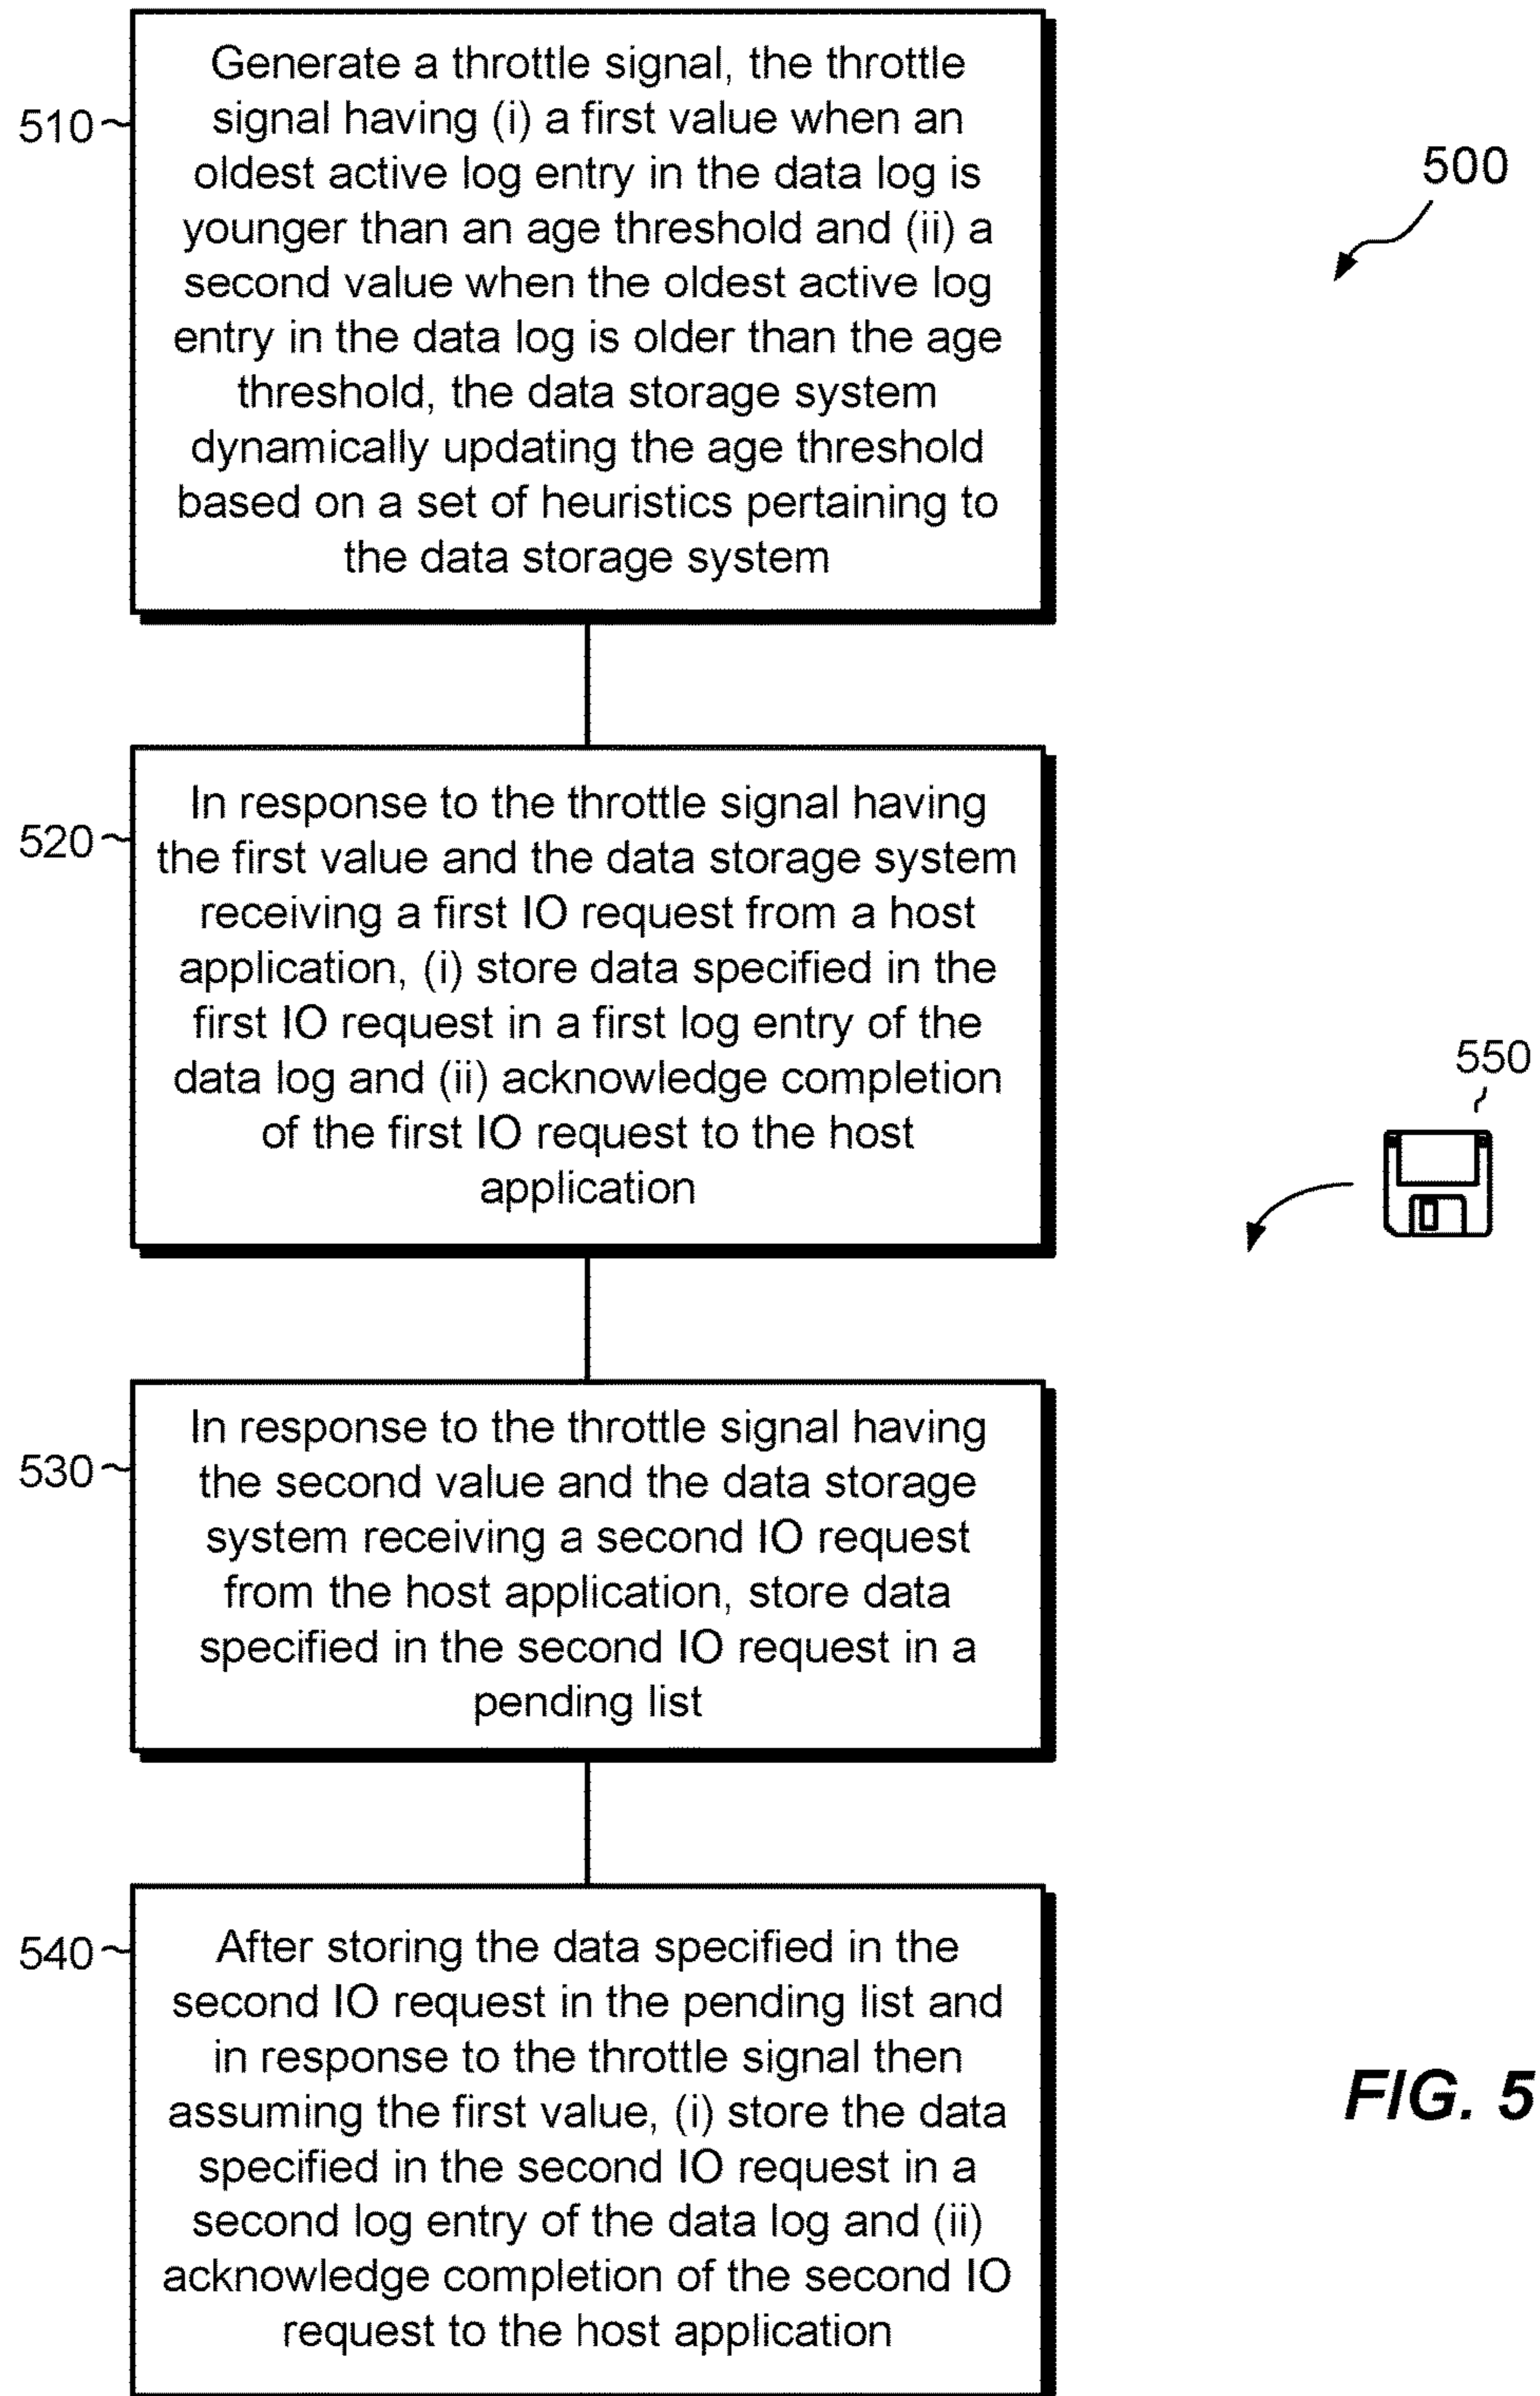 Generate a throttle signal, the throttle
signal having (i) a first value when an
oldest active log entry in the data log is
younger than an age threshold and (ii) a
second value when the oldest active log
entry in the data log is older than the age
threshold, the data storage system
dynamically updating the age threshold
based on a set of heuristics pertaining to
the data storage system
510
500
In response to the throttle signal having
the first value and the data storage system
receiving a first IO request from a host
application, (i) store data specified in the
first IO request in a first log entry of the
data log and (ii) acknowledge completion
of the first IO request to the host
application
520
550
In response to the throttle signal having
the second value and the data storage
system receiving a second IO request
from the host application, store data
specified in the second IO request in a
pending list
530
After storing the data specified in the
second IO request in the pending list and
in response to the throttle signal then
assuming the first value, (i) store the data
specified in the second IO request in a
second log entry of the data log and (ii)
acknowledge completion of the second IO
request to the host application
540
FIG. 5